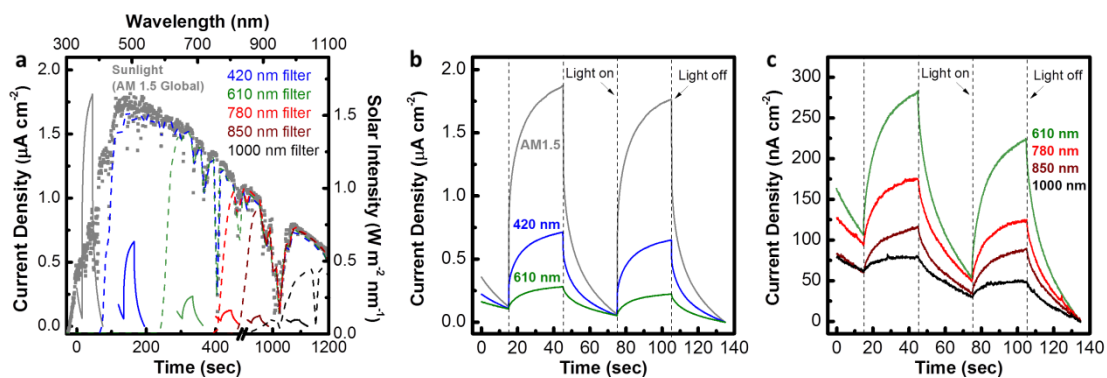 Wavelength (nm)
300 500 700 900 1100
a
Sunlight
(AM 1.5 Global)
420 nm filter
610 nm filter
780 nm filter
850 nm filter
1000 nm filter
Current Density (µA cm⁻²)
2.0
1.5
1.0
0.5
0.0
Solar Intensity (W m⁻² nm⁻¹)
1.5
1.0
0.5
0.0
0 200 400 1000 1200
Time (sec)
b
Light on
Light off
AM1.5
420 nm
610 nm
Current Density (µA cm⁻²)
2.0
1.5
1.0
0.5
0.0
0 20 40 60 80 100 120 140
Time (sec)
c
Light on
Light off
610 nm
780 nm
850 nm
1000 nm
Current Density (nA cm⁻²)
300
250
200
150
100
50
0
0 20 40 60 80 100 120 140
Time (sec)